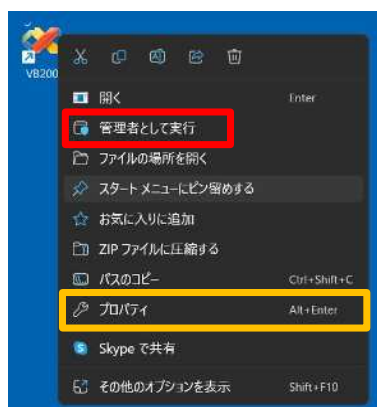 VB200
開く Enter
管理者として実行
ファイルの場所を開く
スタート メニューにピン留めする
お気に入りに追加
ZIP ファイルに圧縮する
パスのコピー Ctrl+Shift+C
プロパティ Alt+Enter
Skype で共有
その他のオプションを表示 Shift+F10